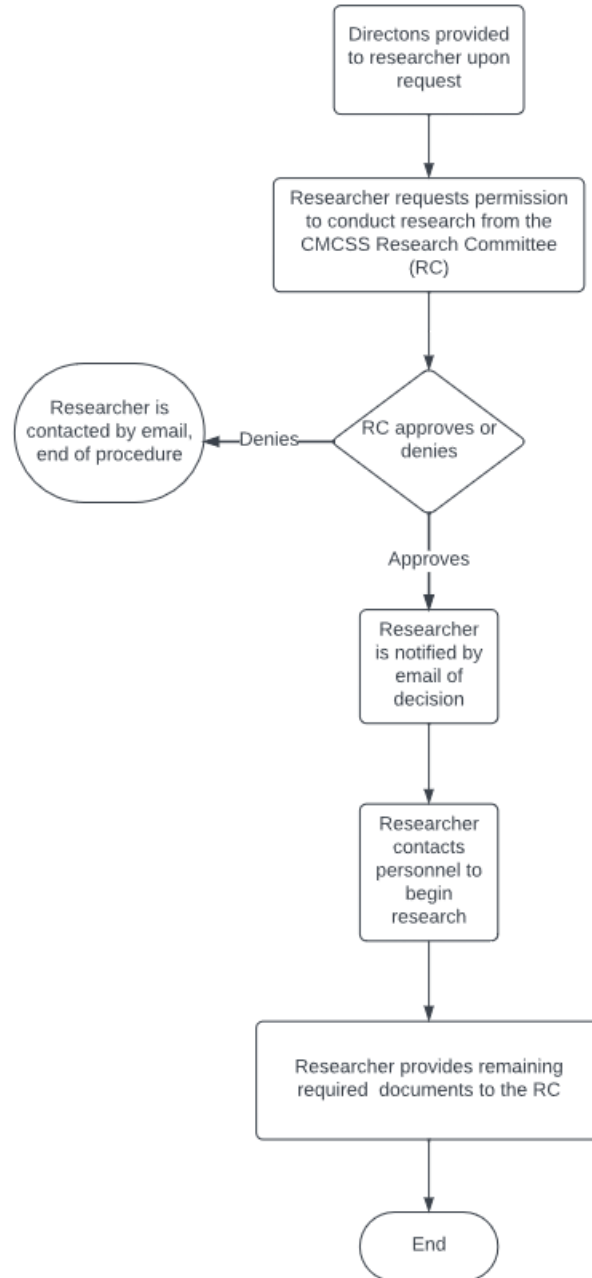 Directons provided
to researcher upon
request
Researcher requests permission
to conduct research from the
CMCSS Research Committee
(RC)
RC approves or
denies
Denies
Researcher is
contacted by email,
end of procedure
Approves
Researcher
is notified by
email of
decision
Researcher
contacts
personnel to
begin
research
Researcher provides remaining
required  documents to the RC
End